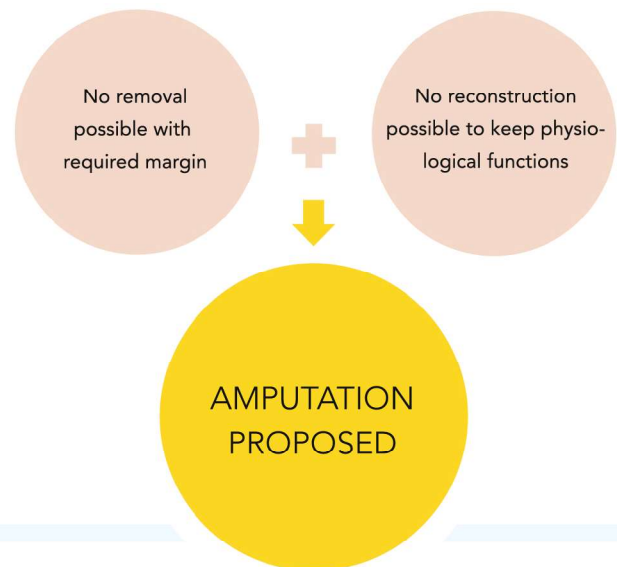 No removal
possible with
required margin
No reconstruction
possible to keep physio-
logical functions
AMPUTATION
PROPOSED